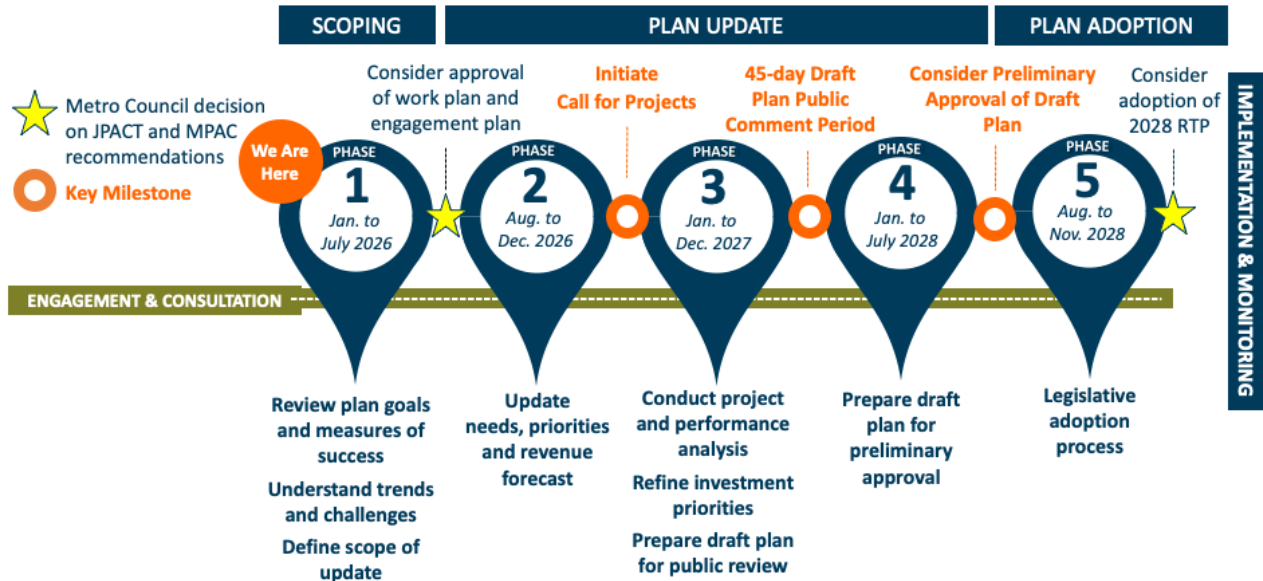 SCOPING
PLAN UPDATE
PLAN ADOPTION
Metro Council decision
on JPACT and MPAC
recommendations
Key Milestone
We Are
Here
Consider approval
of work plan and
engagement plan
Initiate
Call for Projects
45-day Draft
Plan Public
Comment Period
Consider Preliminary
Approval of Draft
Plan
Consider
adoption of
2028 RTP
PHASE
1
Jan. to
July 2026
PHASE
2
Aug. to
Dec. 2026
PHASE
3
Jan. to
Dec. 2027
PHASE
4
Jan. to
July 2028
PHASE
5
Aug. to
Nov. 2028
IMPLEMENTATION & MONITORING
ENGAGEMENT & CONSULTATION
Review plan goals
and measures of
success
Understand trends
and challenges
Define scope of
update
Update
needs, priorities
and revenue
forecast
Conduct project
and performance
analysis
Refine investment
priorities
Prepare draft plan
for public review
Prepare draft
plan for
preliminary
approval
Legislative
adoption
process